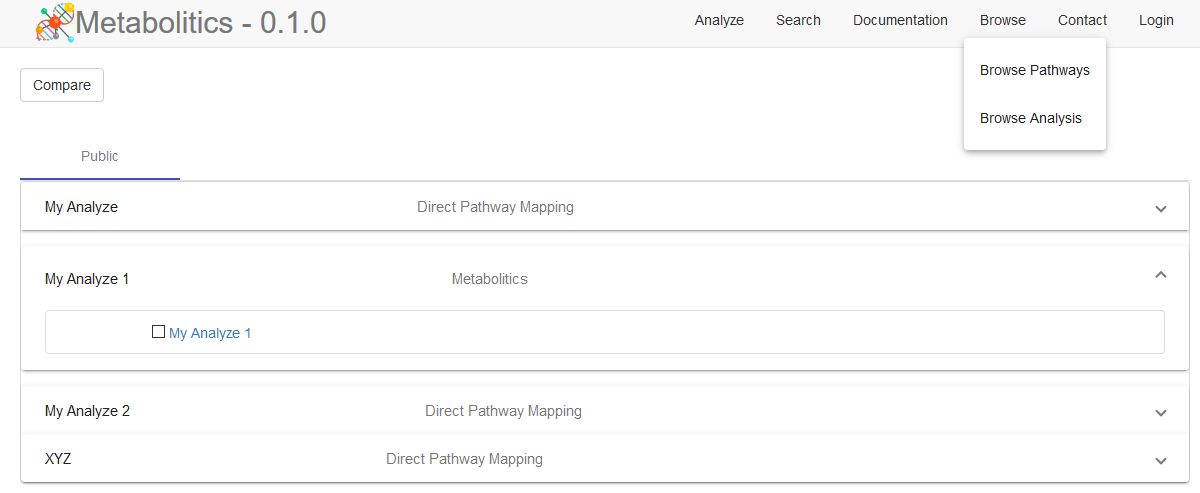 Metabolitics - 0.1.0
Analyze Search Documentation Browse Contact Login
Browse Pathways
Browse Analysis
Compare
Public
My Analyze Direct Pathway Mapping
My Analyze 1 Metabolitics
My Analyze 1
My Analyze 2 Direct Pathway Mapping
XYZ Direct Pathway Mapping